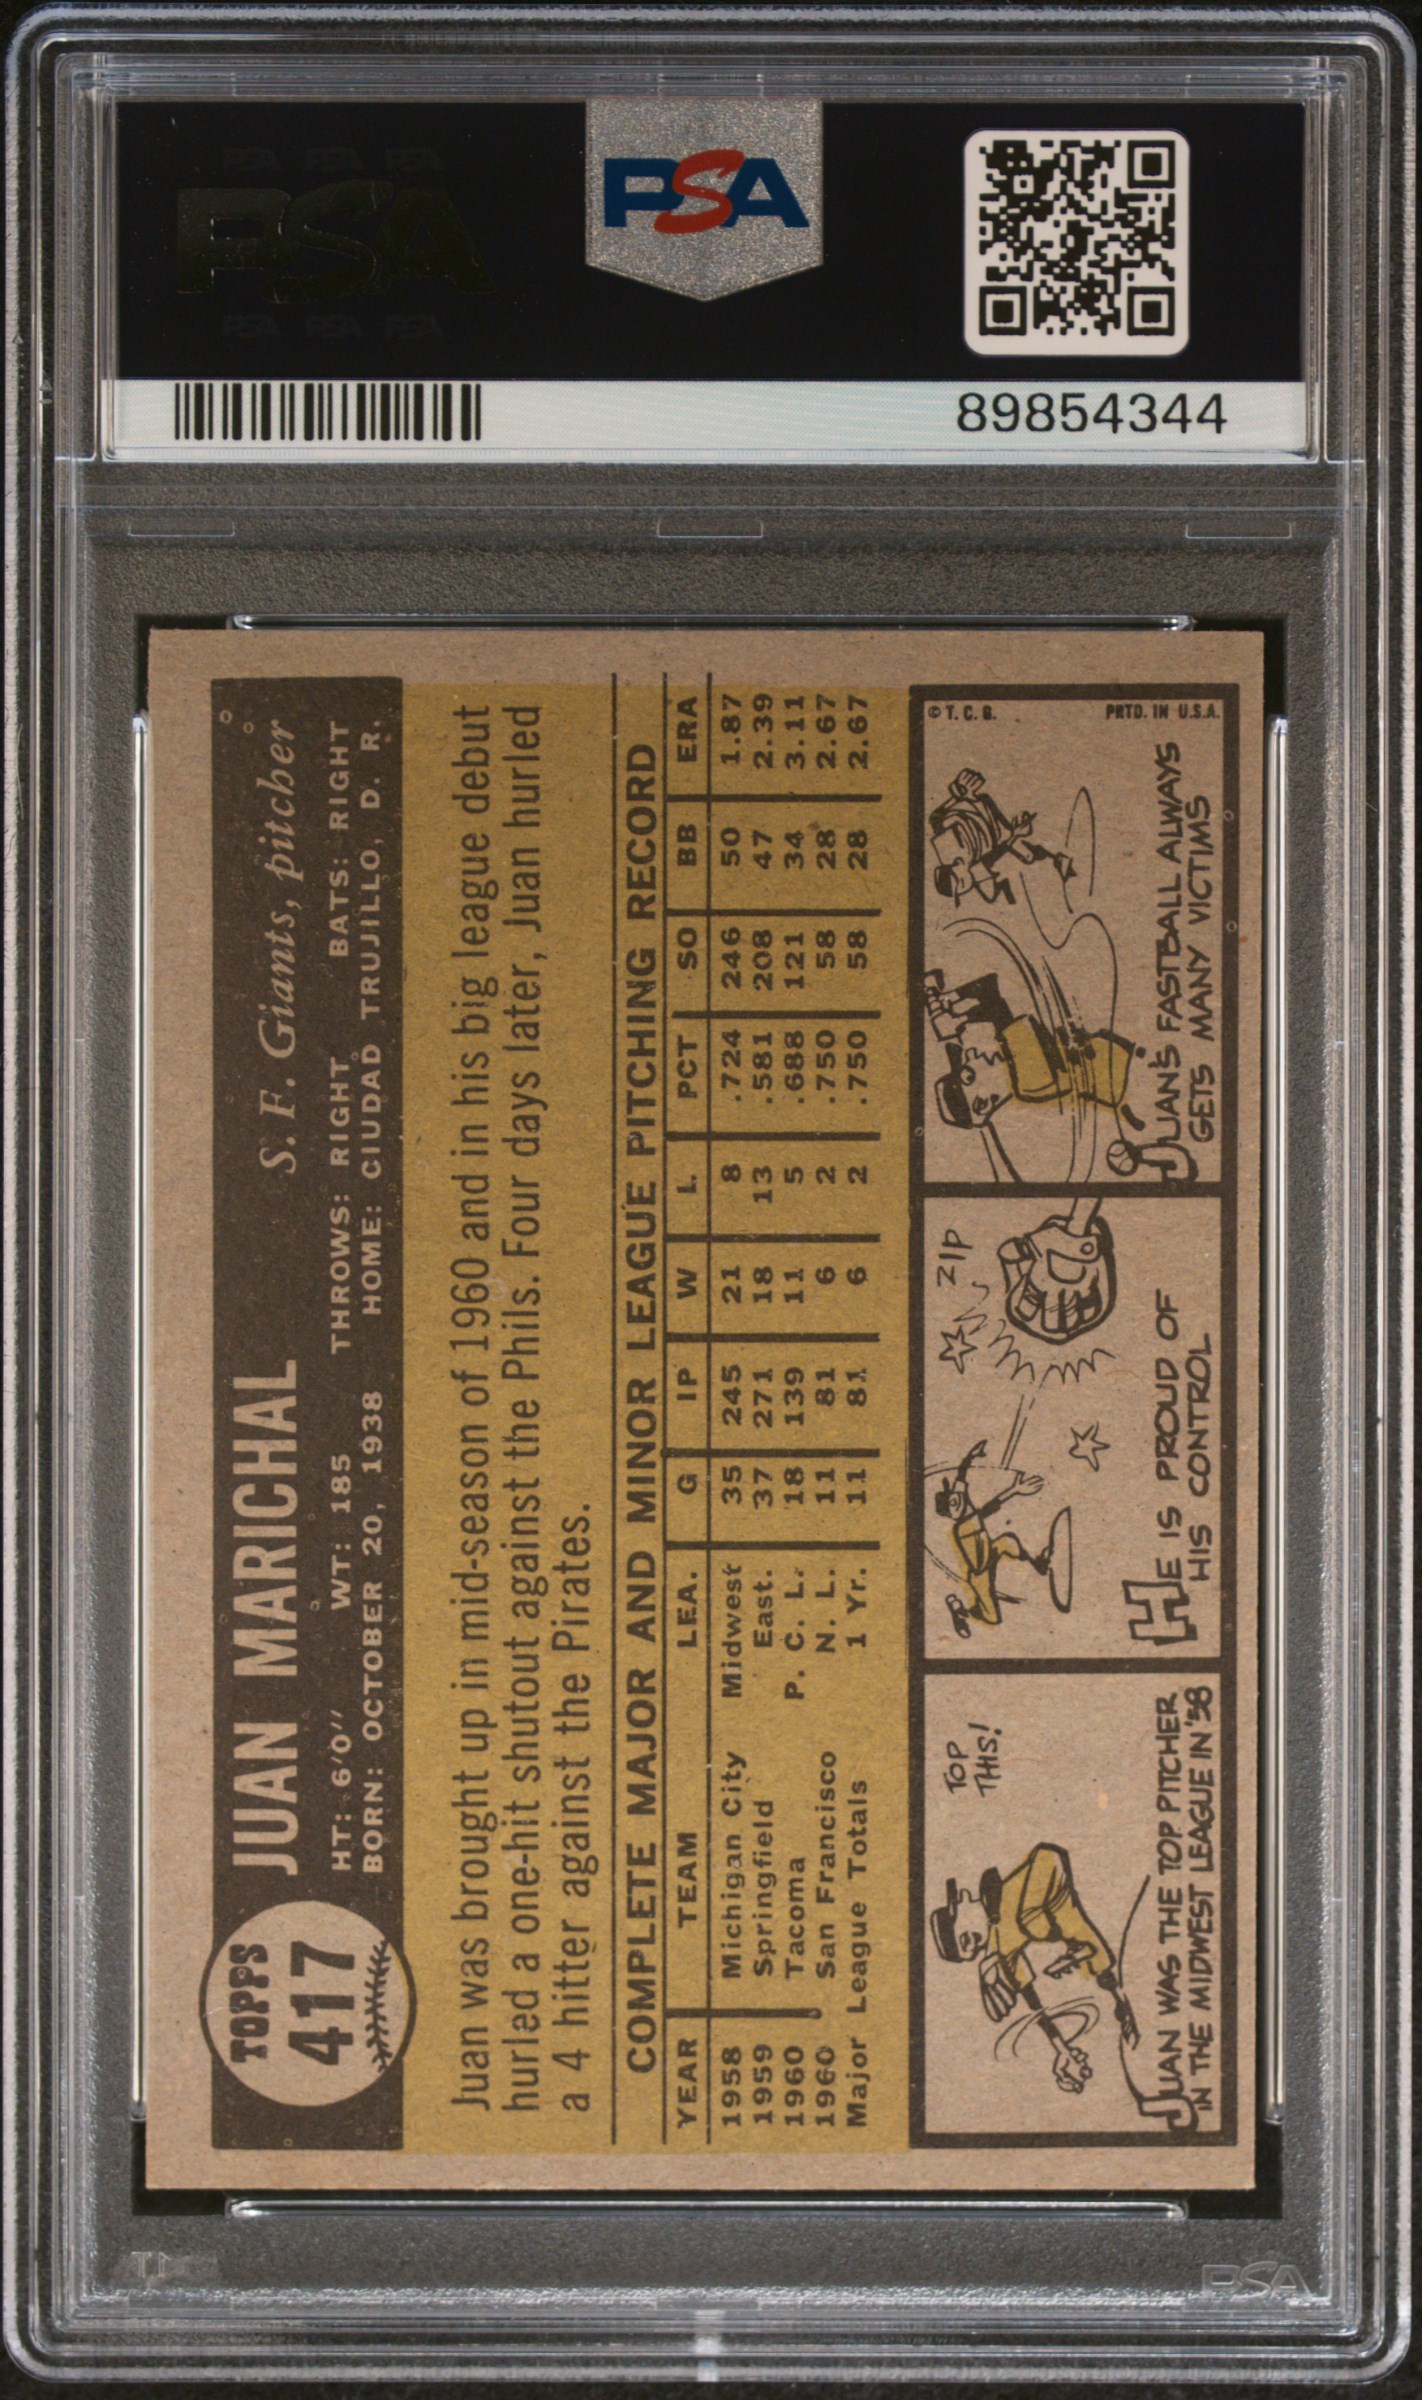 PSA PSA PSA
PSA
PSA PSA PSA
PSA
89854344
TOPPS
417
JUAN MARICHAL
S. F. Giants, pitcher
HT: 6'0" WT: 185 THROWS: RIGHT BATS: RIGHT
BORN: OCTOBER 20, 1938 HOME: CIUDAD TRUJILLO, D. R.
Juan was brought up in mid-season of 1960 and in his big league debut
hurled a one-hit shutout against the Phils. Four days later, Juan hurled
a 4 hitter against the Pirates.
COMPLETE MAJOR AND MINOR LEAGUE PITCHING RECORD
YEAR TEAM LEA. G IP W L SO PCT BB ERA
1958 Michigan City Midwest 35 245 21 8 .724 246 50 1.87
1959 Springfield East. 37 271 18 13 .581 208 47 2.39
1960 Tacoma P. C. L. 18 139 11 5 .688 121 34 3.11
1960 San Francisco N. L. 11 81 6 2 .750 58 28 2.67
Major League Totals 1 Yr. 11 81 6 2 .750 58 28 2.67
TOP
THIS!
JUAN WAS THE TOP PITCHER
IN THE MIDWEST LEAGUE IN '58
ZIP
HE IS PROUD OF
HIS CONTROL
© T. C. G. PRTD. IN U.S.A.
JUAN'S FASTBALL ALWAYS
GETS MANY VICTIMS
PSA